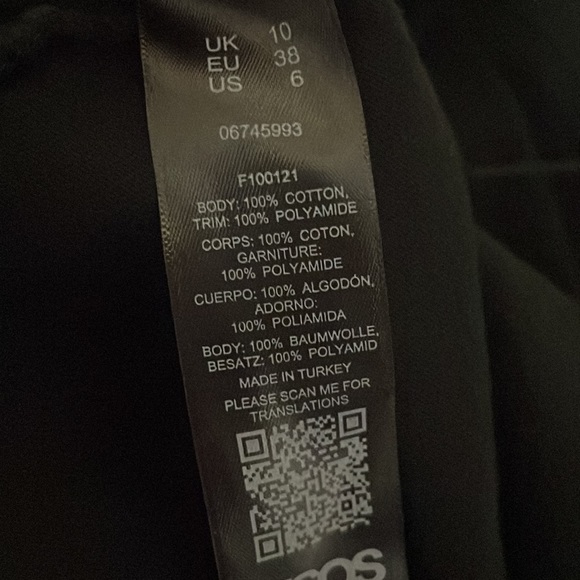 UK 10
EU 38
US 6
06745993
F100121
BODY: 100% COTTON,
TRIM: 100% POLYAMIDE
CORPS: 100% COTON,
GARNITURE:
100% POLYAMIDE
CUERPO: 100% ALGODÓN,
ADORNO:
100% POLIAMIDA
BODY: 100% BAUMWOLLE,
BESATZ: 100% POLYAMID
MADE IN TURKEY
PLEASE SCAN ME FOR
TRANSLATIONS